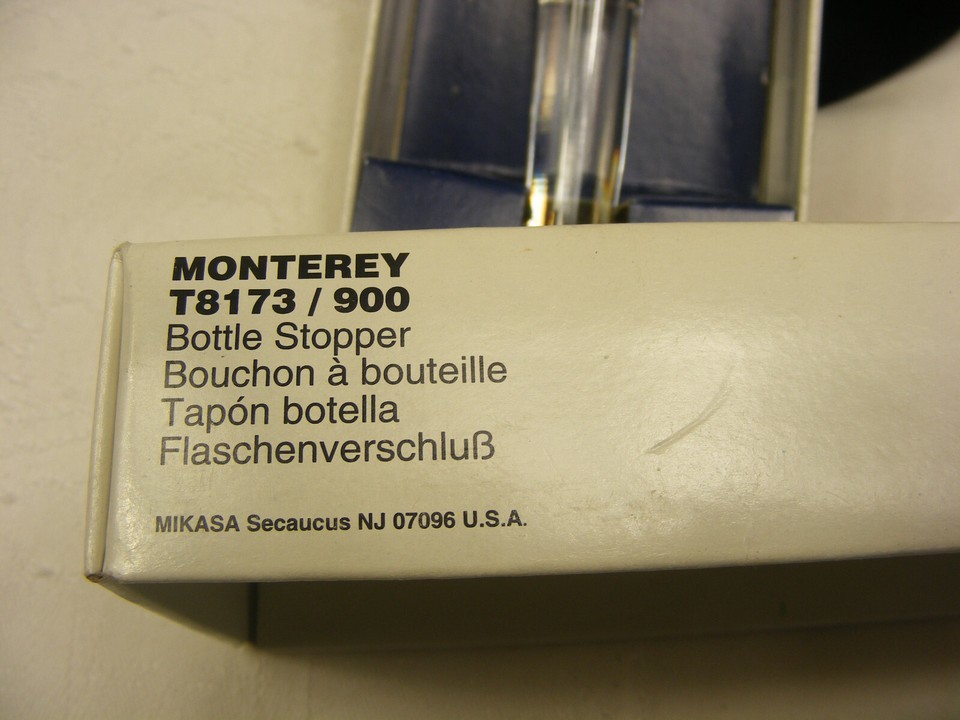 MONTEREY
T8173 / 900
Bottle Stopper
Bouchon à bouteille
Tapón botella
Flaschenverschluß
MIKASA Secaucus NJ 07096 U.S.A.